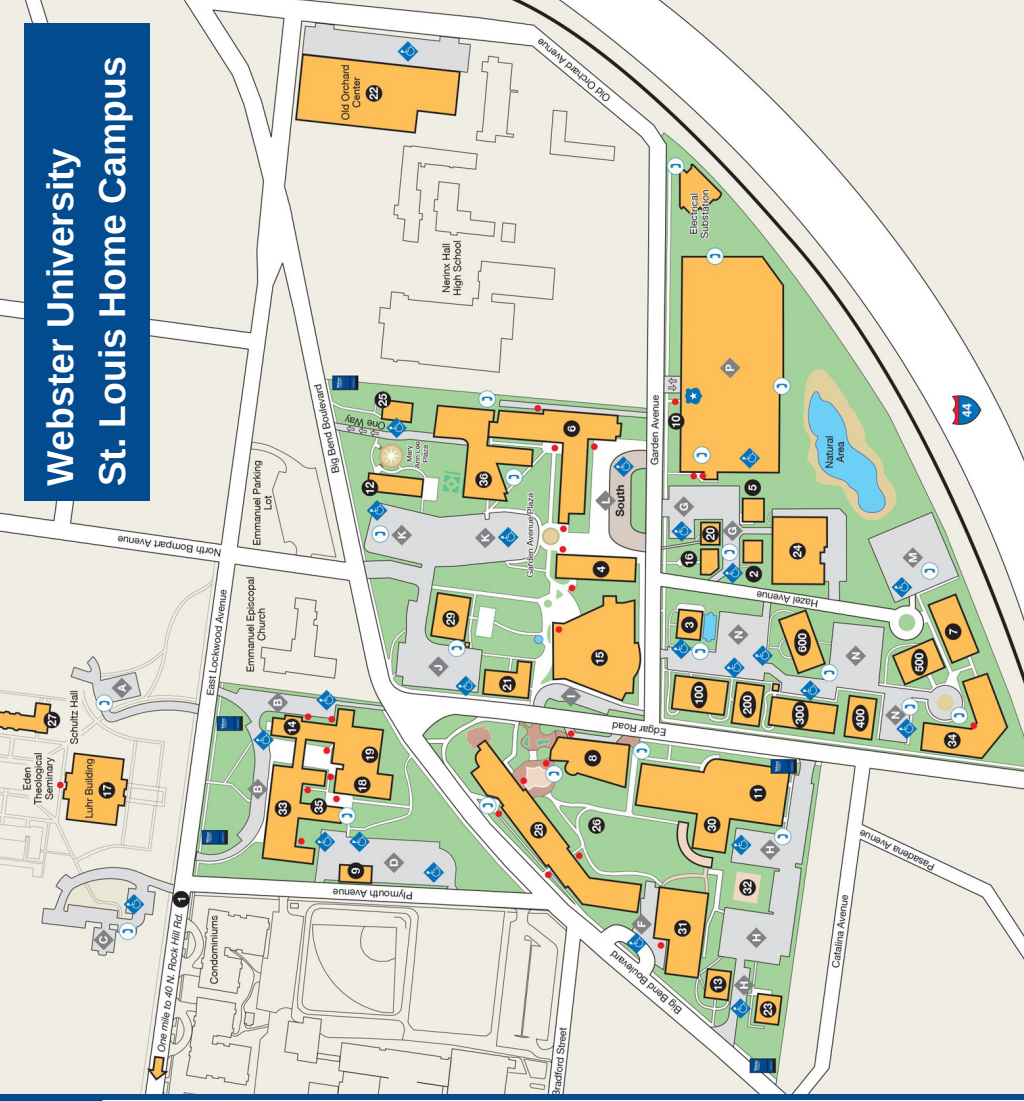 Webster University
St. Louis Home Campus
Old Orchard
Center
22
Old Orchard Avenue
Electrical
Substation
Nerinx Hall
High School
44
P
10
Natural
Area
Garden Avenue
Big Bend Boulevard
One Way
25
Mary
Ann Lee
Plaza
12
36
6
K
K
Garden Avenue Plaza
L
South
4
Emmanuel Parking
Lot
North Bompart Avenue
G
G
5
20
16
2
24
M
Hazel Avenue
East Lockwood Avenue
Emmanuel Episcopal
Church
29
J
21
15
I
3
N
N
N
600
500
7
100
200
300
400
34
Edgar Road
A
27
Schultz Hall
Eden
Theological
Seminary
Luhr Building
17
B
B
14
19
18
33
35
9
D
Plymouth Avenue
8
28
26
11
30
H
32
H
H
F
31
13
23
Big Bend Boulevard
Pasadena Avenue
Catalina Avenue
C
1
One mile to 40 N. Rock Hill Rd.
Condominiums
Bradford Street